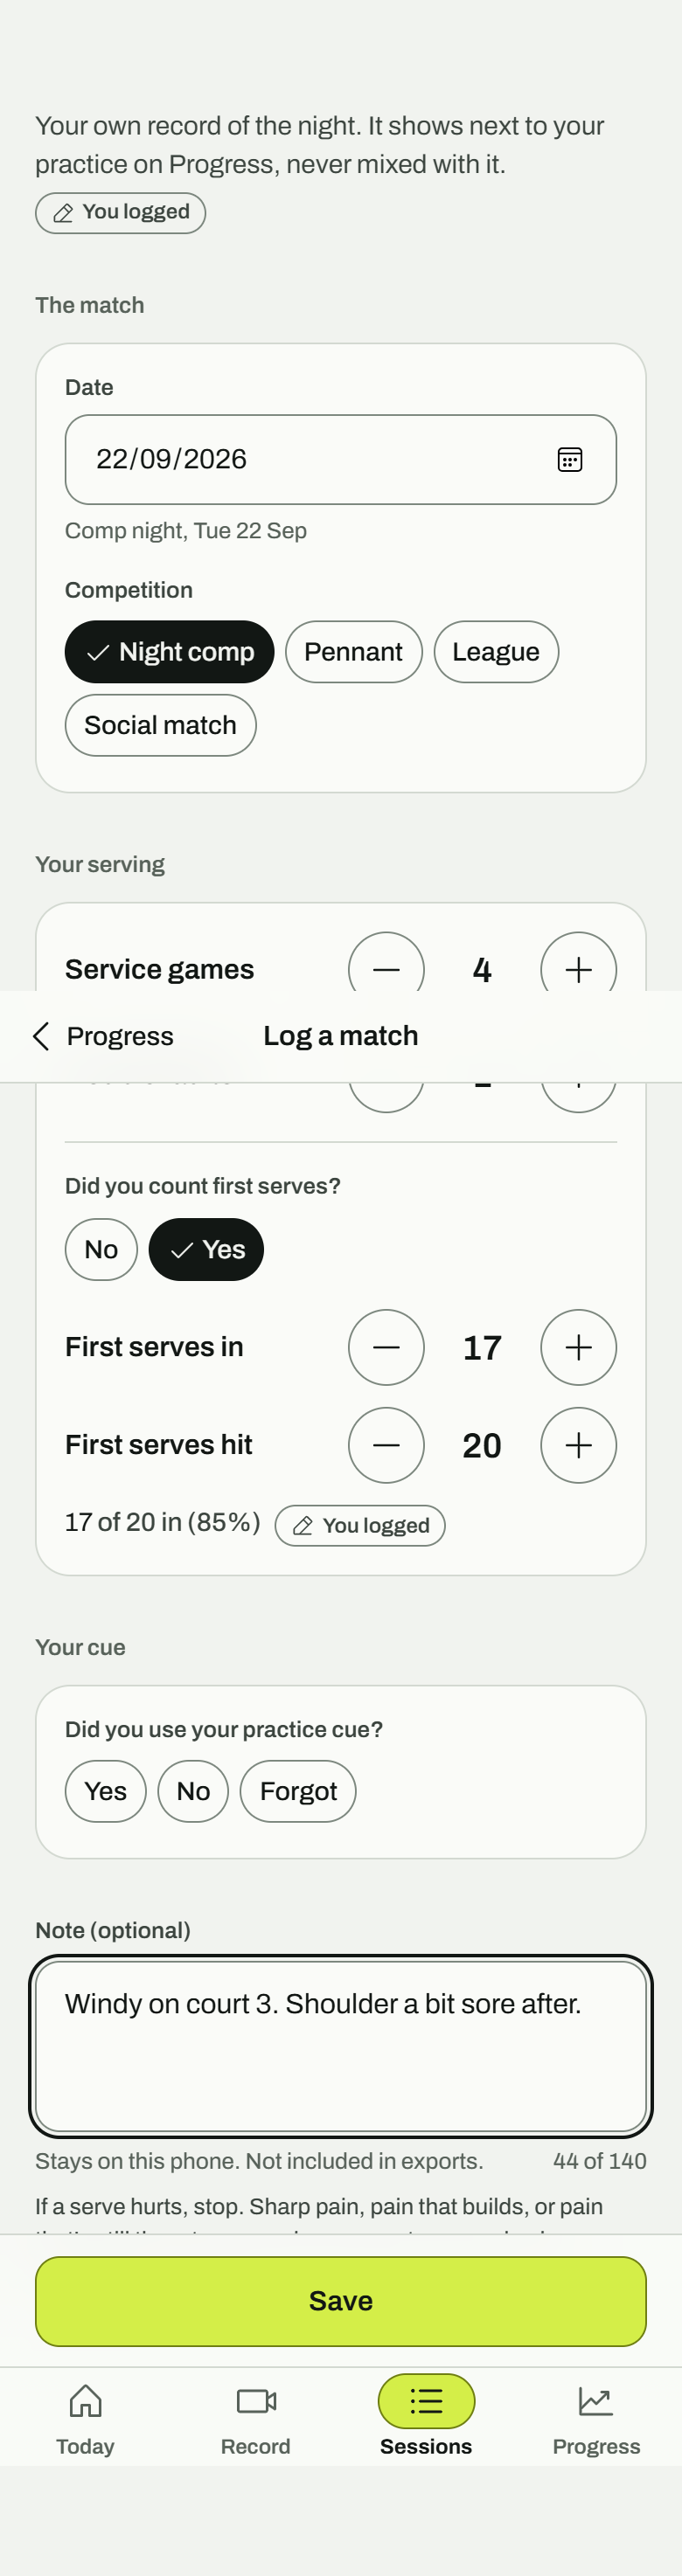 Your own record of the night. It shows next to your
practice on Progress, never mixed with it.
You logged
The match
Date
22/09/2026
Comp night, Tue 22 Sep
Competition
Night comp
Pennant
League
Social match
Your serving
Service games
4
Progress
Log a match
Did you count first serves?
No
Yes
First serves in
17
First serves hit
20
17 of 20 in (85%)
You logged
Your cue
Did you use your practice cue?
Yes
No
Forgot
Note (optional)
Windy on court 3. Shoulder a bit sore after.
Stays on this phone. Not included in exports.
44 of 140
If a serve hurts, stop. Sharp pain, pain that builds, or pain
Save
Today
Record
Sessions
Progress